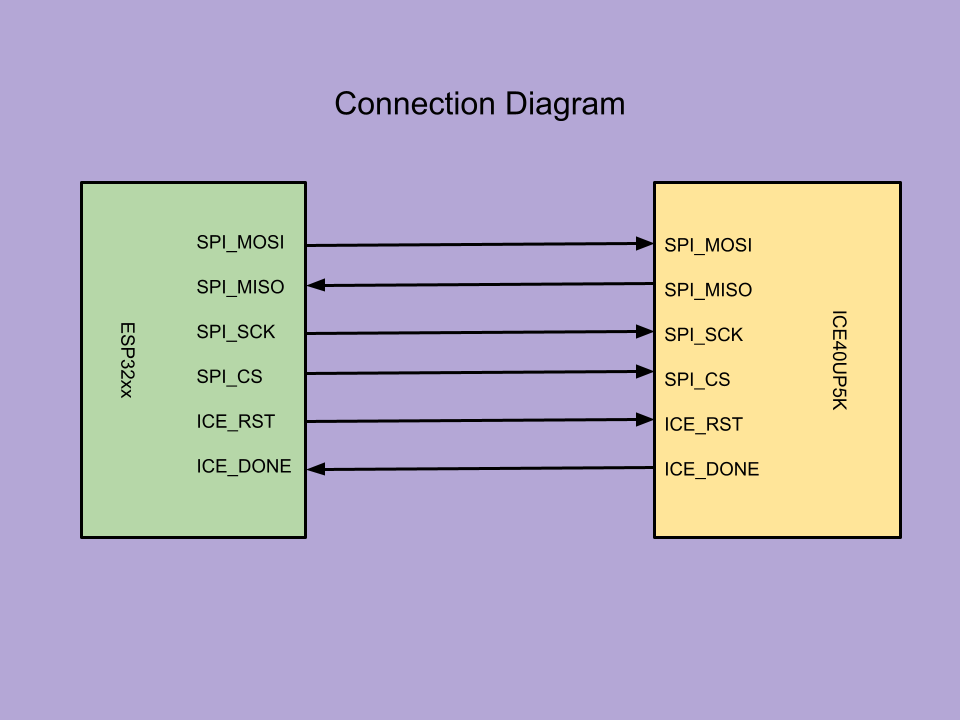 Connection Diagram
ESP32xx
SPI_MOSI
SPI_MISO
SPI_SCK
SPI_CS
ICE_RST
ICE_DONE
SPI_MOSI
SPI_MISO
SPI_SCK
SPI_CS
ICE_RST
ICE_DONE
ICE40UP5K